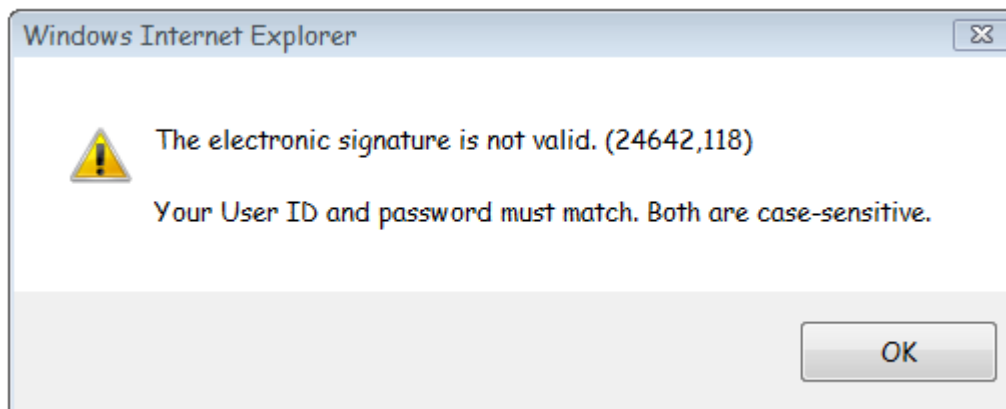 Windows Internet Explorer
The electronic signature is not valid. (24642,118)
Your User ID and password must match. Both are case-sensitive.
OK